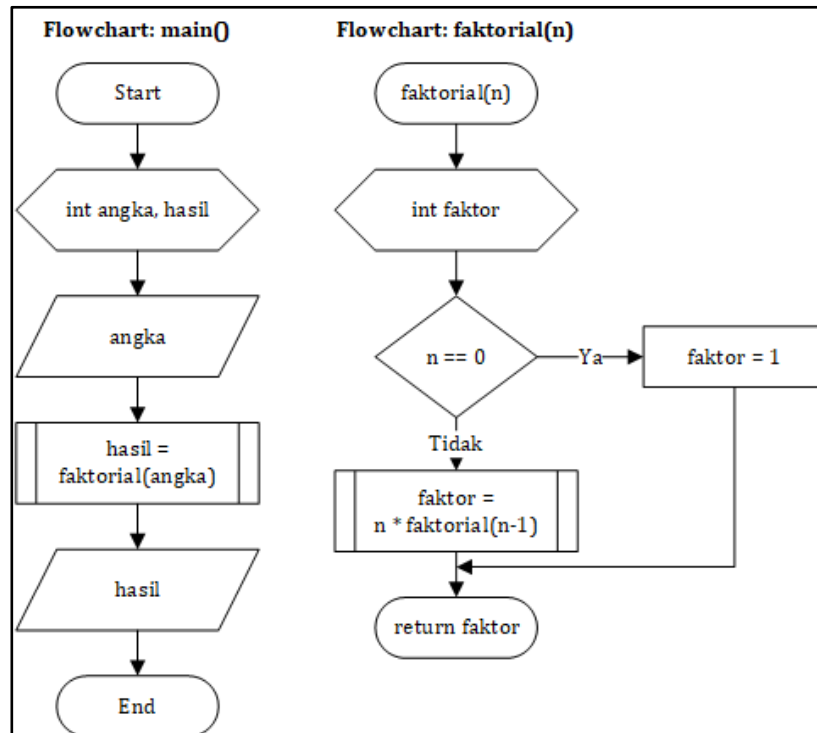 Flowchart: main()
Start
int angka, hasil
angka
hasil =
faktorial(angka)
hasil
End
Flowchart: faktorial(n)
faktorial(n)
int faktor
n == 0
Ya
faktor = 1
Tidak
faktor =
n * faktorial(n-1)
return faktor